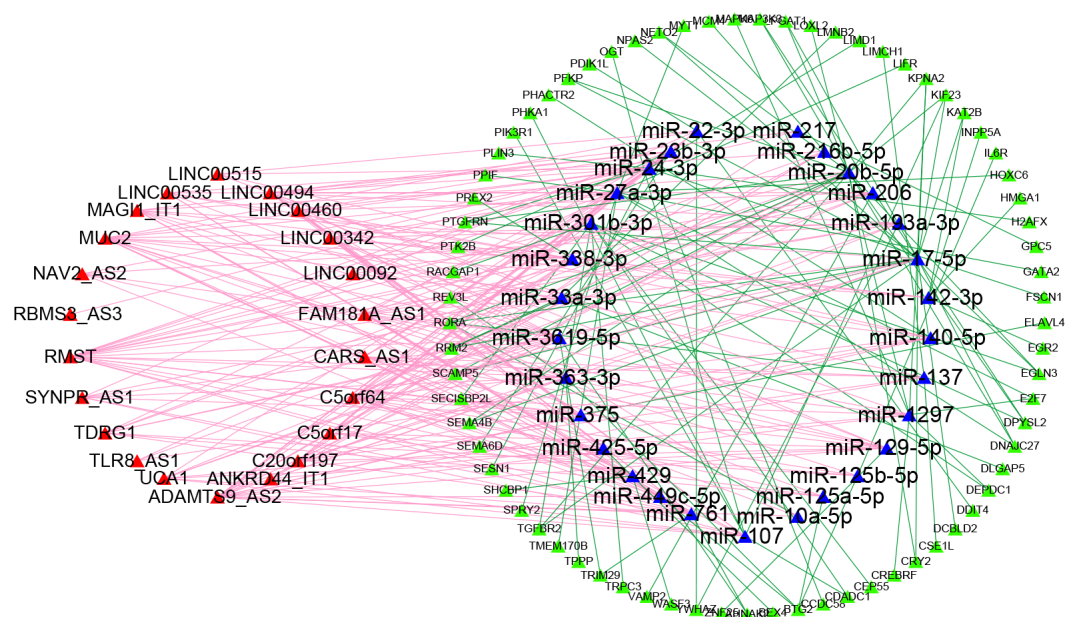 LINC00515
LINC00535
LINC00494
MAGI1_IT1
LINC00460
MUC2
LINC00342
NAV2_AS2
LINC00092
RBMS3_AS3
FAM181A_AS1
RMST
CARS_AS1
SYNPR_AS1
C5orf64
TDRG1
C5orf17
TLR8_AS1
C20orf197
UCA1
ANKRD44_IT1
ADAMTS9_AS2
miR-22-3p
miR-217
miR-23b-3p
miR-216b-5p
miR-24-3p
miR-20b-5p
miR-27a-3p
miR-206
miR-301b-3p
miR-193a-3p
miR-338-3p
miR-17-5p
miR-33a-3p
miR-142-3p
miR-3619-5p
miR-140-5p
miR-363-3p
miR-137
miR-375
miR-1297
miR-425-5p
miR-129-5p
miR-429
miR-125b-5p
miR-449c-5p
miR-125a-5p
miR-761
miR-10a-5p
miR-107
LOXL2
LMNB2
LIMD1
LIMCH1
LIFR
KPNA2
KIF23
KAT2B
INPP5A
IL6R
HOXC6
HMGA1
H2AFX
GPC5
GATA2
FSCN1
ELAVL4
EGR2
EGLN3
E2F7
DPYSL2
DNAJC27
DLGAP5
DEPDC1
DDIT4
DCBLD2
CSE1L
CRY2
CREBRF
CEP55
CDADC1
CCDC58
BTG2
YWHAZ
WASF3
VAMP2
TRPC3
TRIM29
TPPP
TMEM170B
TGFBR2
SPRY2
SHCBP1
SESN1
SEMA6D
SEMA4B
SECISBP2L
SCAMP5
RRM2
RORA
REV3L
RACGAP1
PTK2B
PTGFRN
PREX2
PPIF
PLIN3
PIK3R1
PHKA1
PHACTR2
PFKP
PDIK1L
OGT
NPAS2
NETO2
MYT1
MCM4